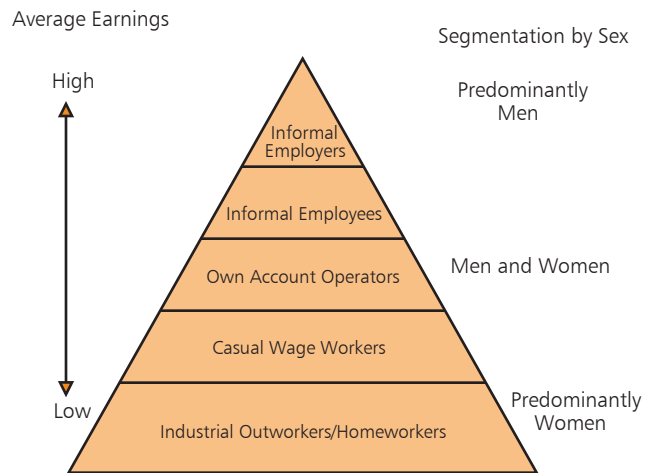 Average Earnings
Segmentation by Sex
High
Predominantly
Men
Informal
Employers
Informal Employees
Own Account Operators
Men and Women
Casual Wage Workers
Low
Predominantly
Women
Industrial Outworkers/Homeworkers